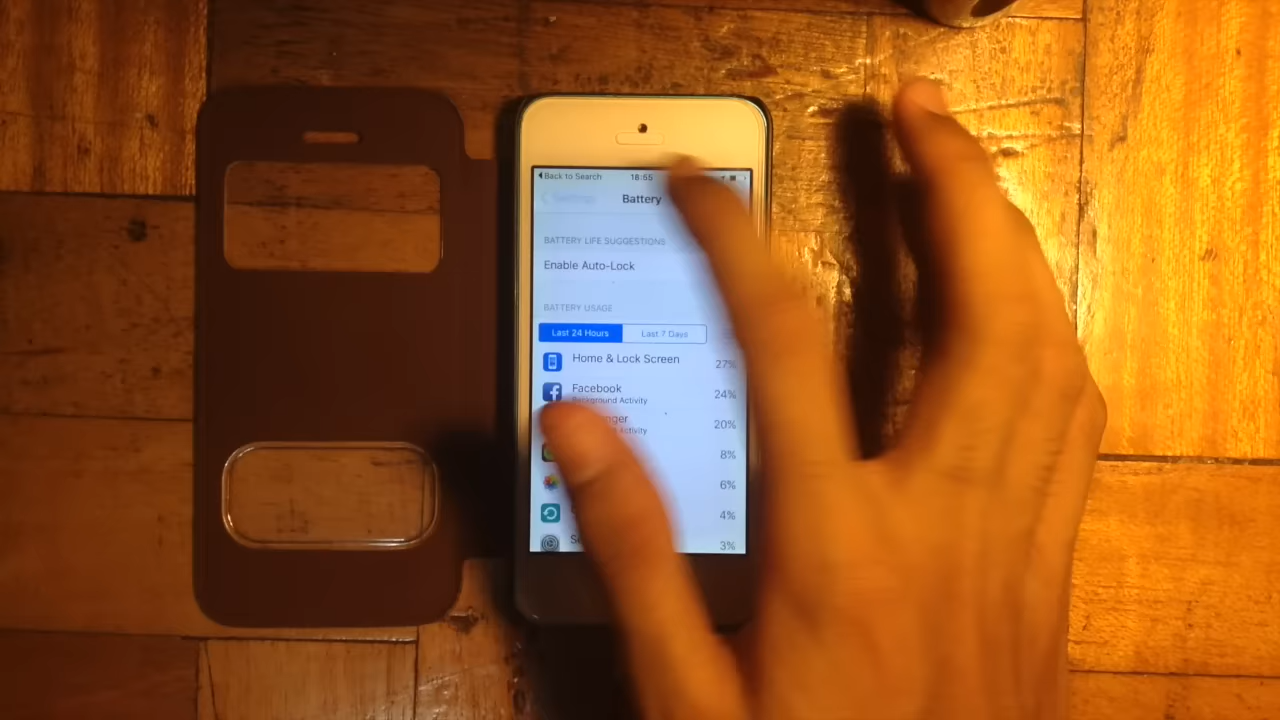 Back to Search 18:55
Battery
BATTERY LIFE SUGGESTIONS
Enable Auto-Lock
BATTERY USAGE
Last 24 Hours Last 7 Days
Home & Lock Screen 27%
Facebook 24%
Background Activity
20%
8%
6%
4%
3%